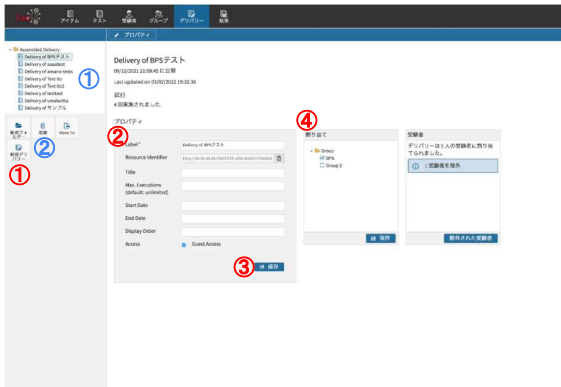 アイテム
テスト
受験者
グループ
デリバリー
結果
プロパティ
Assembled Delivery
Delivery of BPSテスト
Delivery of oasatest
Delivery of amano-tests
Delivery of Test Ito
Delivery of Test Ito2
Delivery of texttest
Delivery of umekaitta
Delivery of サンプル
①
新規フォルダー
削除
Move To
②
新規デリバリー
①
Delivery of BPSテスト
09/12/2021 21:09:45 に公開
Last updated on 03/02/2022 19:32:38
試行
4 回実施されました.
プロパティ
②
Label *
Delivery of BPSテスト
Resource Identifier
Title
Max. Executions
(default: unlimited)
Start Date
End Date
Display Order
Access
Guest Access
③
保存
④
割り当て
Group
BPS
Group 2
保存
受験者
デリバリーは 1 人の受験者に割り当
てられました。
1 受験者を除外
除外された受験者